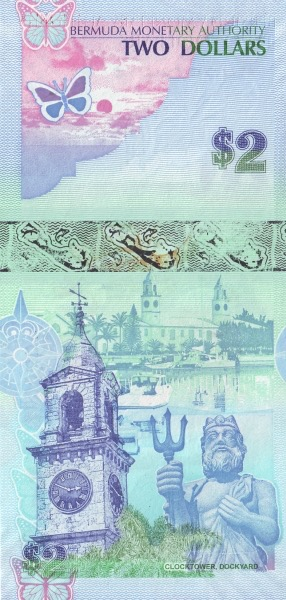 BERMUDA MONETARY AUTHORITY
TWO DOLLARS
$2
$2
CLOCKTOWER, DOCKYARD